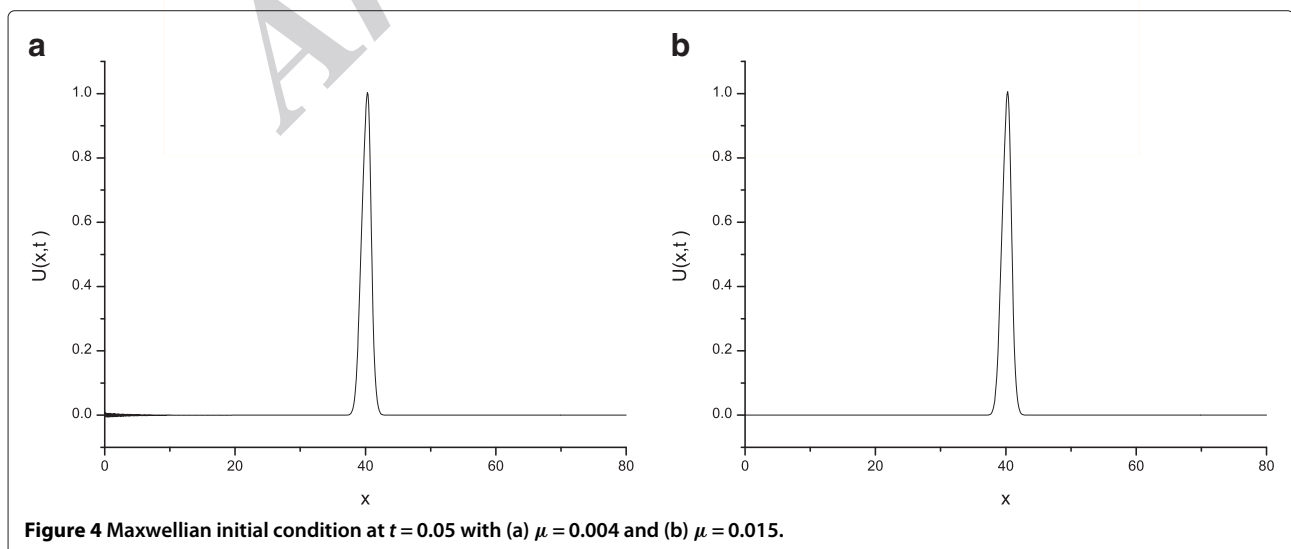 a
1.0
0.8
0.6
0.4
0.2
0.0
U(x,t)
0 20 40 60 80
x
b
1.0
0.8
0.6
0.4
0.2
0.0
U(x,t)
0 20 40 60 80
x
Figure 4 Maxwellian initial condition at t = 0.05 with (a) μ = 0.004 and (b) μ = 0.015.